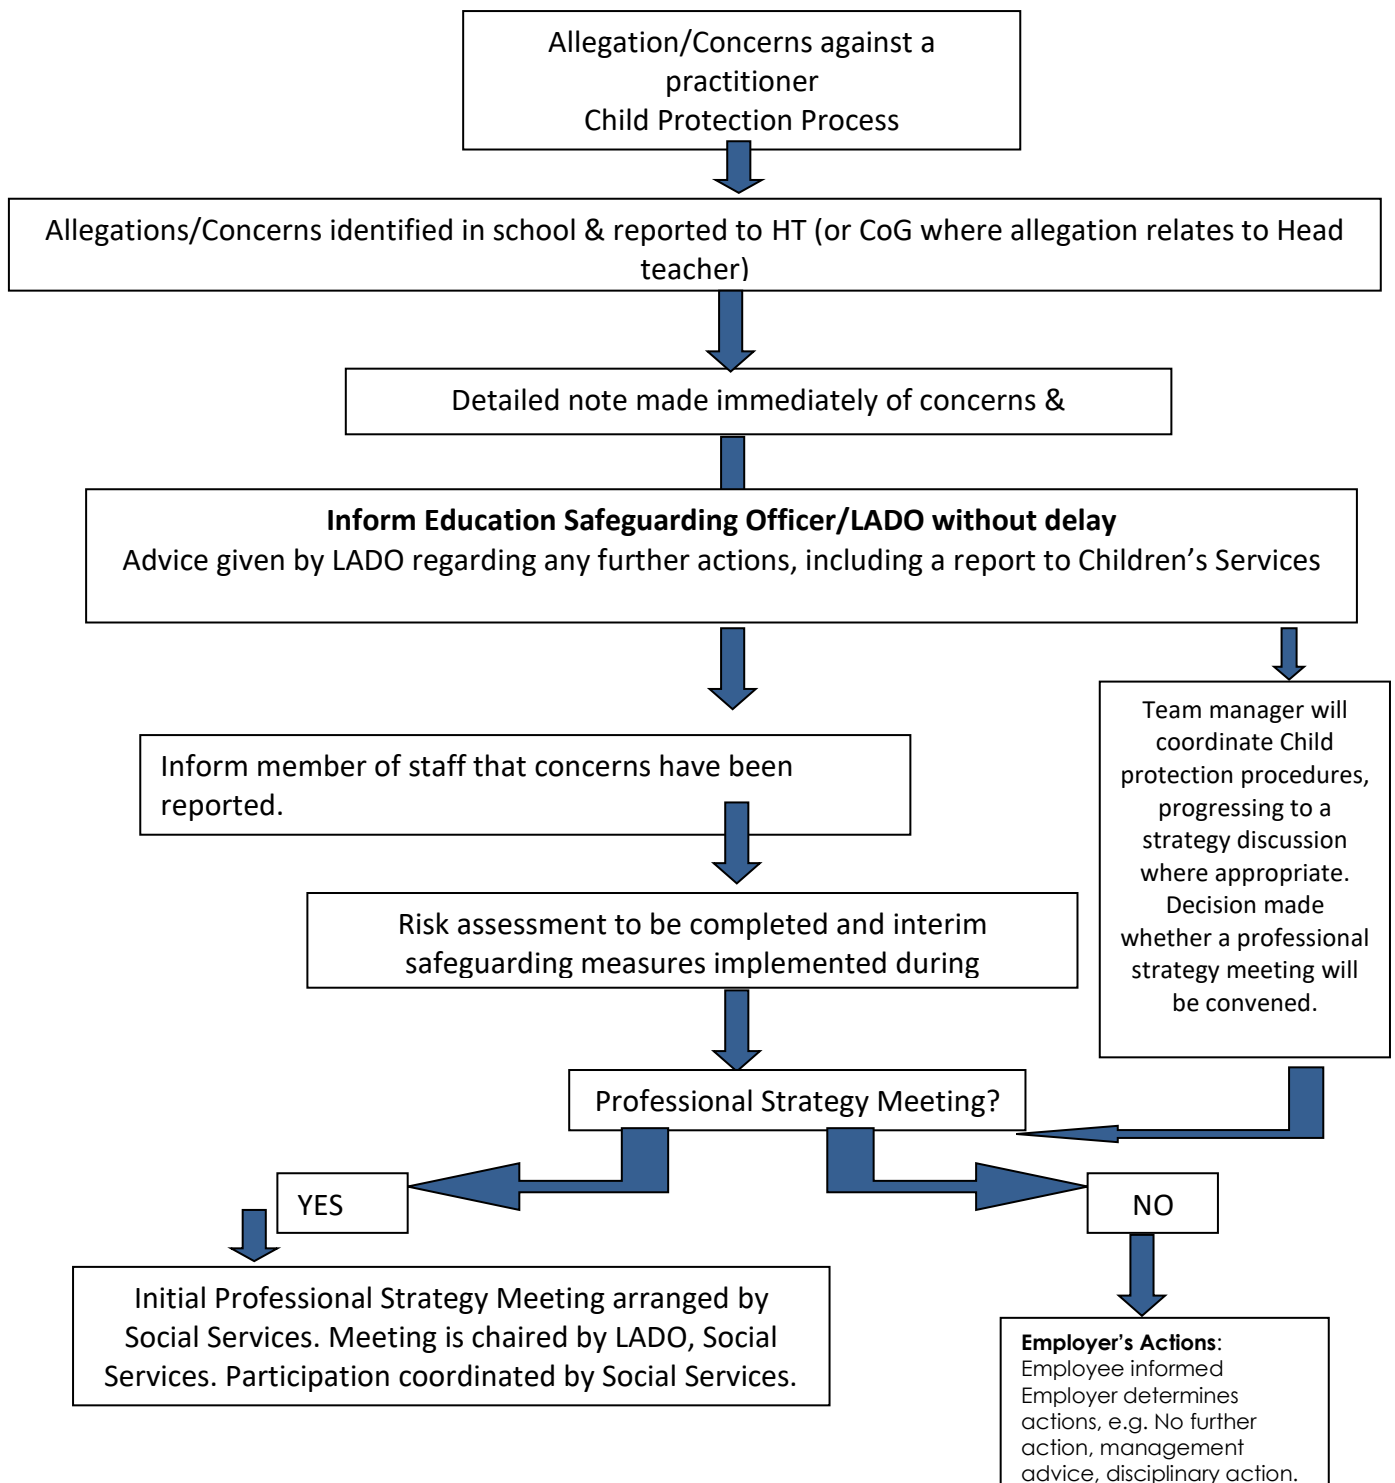 Allegation/Concerns against a
practitioner
Child Protection Process
Allegations/Concerns identified in school & reported to HT (or CoG where allegation relates to Head
teacher)
Detailed note made immediately of concerns &
Inform Education Safeguarding Officer/LADO without delay
Advice given by LADO regarding any further actions, including a report to Children’s Services
Inform member of staff that concerns have been
reported.
Team manager will
coordinate Child
protection procedures,
progressing to a
strategy discussion
where appropriate.
Decision made
whether a professional
strategy meeting will
be convened.
Risk assessment to be completed and interim
safeguarding measures implemented during
Professional Strategy Meeting?
YES
NO
Initial Professional Strategy Meeting arranged by
Social Services. Meeting is chaired by LADO, Social
Services. Participation coordinated by Social Services.
Employer’s Actions:
Employee informed
Employer determines
actions, e.g. No further
action, management
advice, disciplinary action.